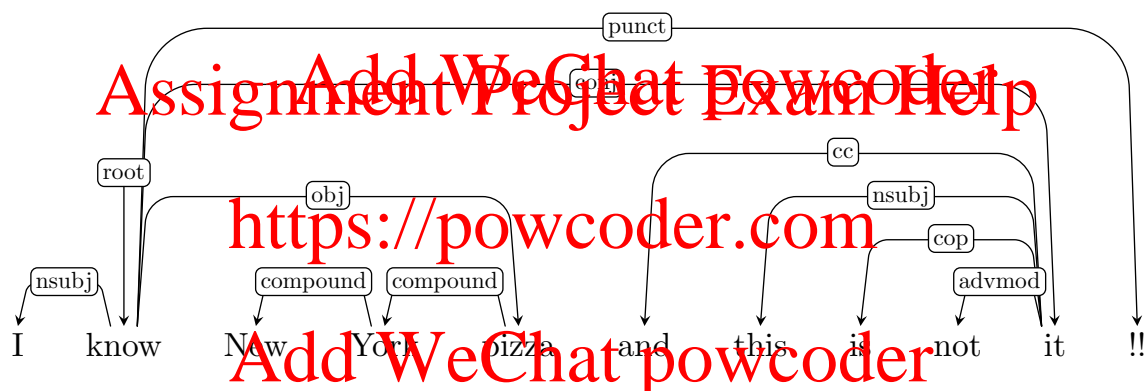 punct
Add WeChat powcoder
Assignment Project Exam Help
conj
cc
root
obj
nsubj
https://powcoder.com
cop
nsubj
compound
compound
advmod
I know New York pizza and this is not it !!
Add WeChat powcoder